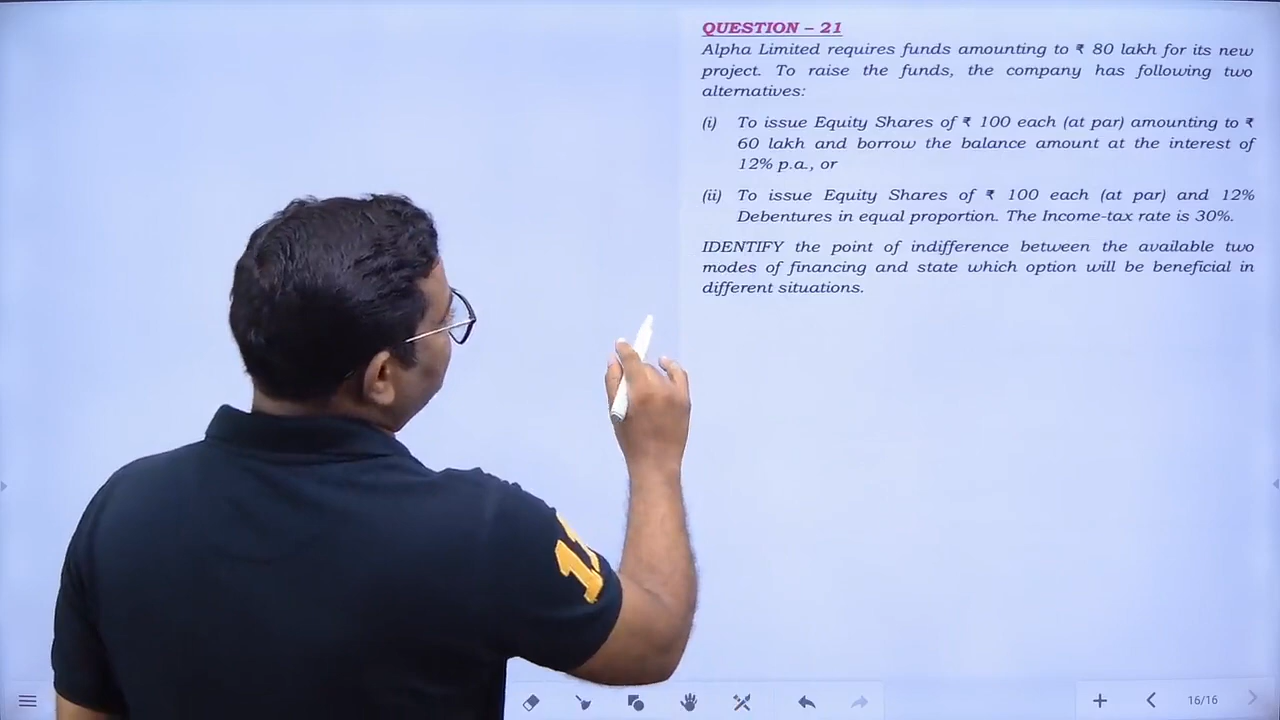 QUESTION – 21
Alpha Limited requires funds amounting to ₹ 80 lakh for its new
project. To raise the funds, the company has following two
alternatives:
(i) To issue Equity Shares of ₹ 100 each (at par) amounting to ₹
60 lakh and borrow the balance amount at the interest of
12% p.a., or
(ii) To issue Equity Shares of ₹ 100 each (at par) and 12%
Debentures in equal proportion. The Income-tax rate is 30%.
IDENTIFY the point of indifference between the available two
modes of financing and state which option will be beneficial in
different situations.
16/16